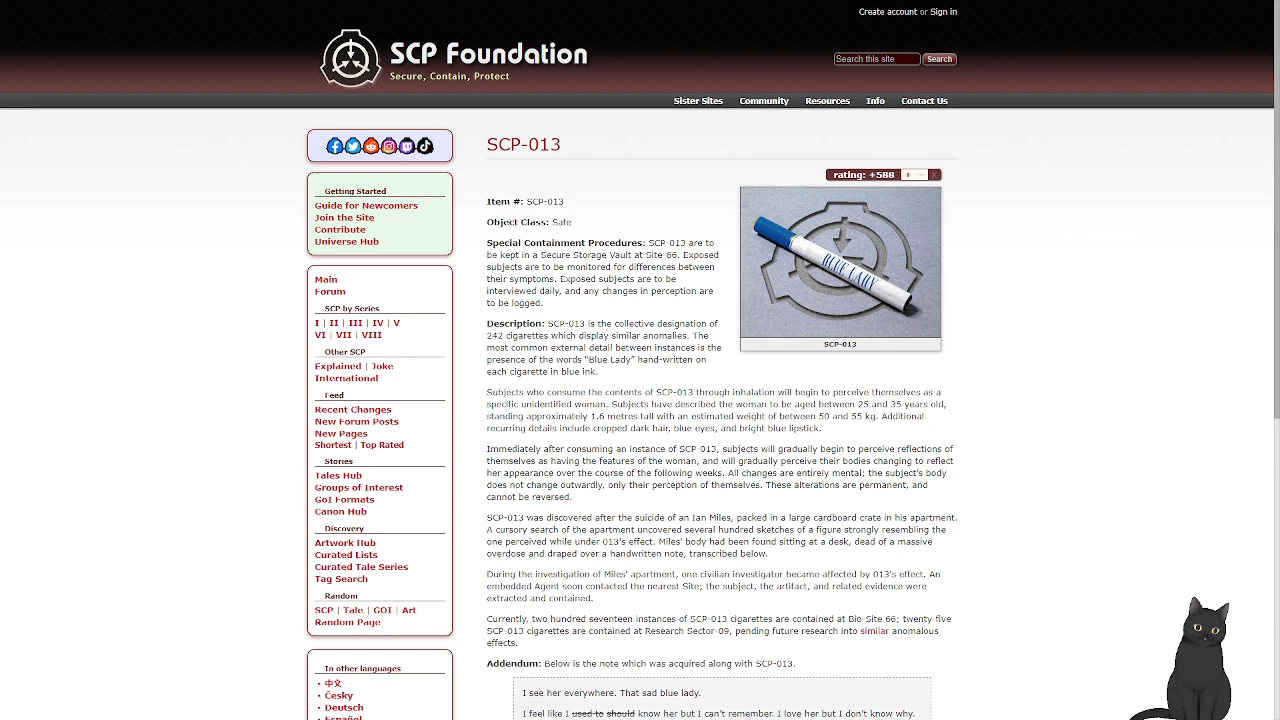 Create account or Sign in
SCP Foundation
Secure, Contain, Protect
Search this site
Search
Sister Sites
Community
Resources
Info
Contact Us
Getting Started
Guide for Newcomers
Join the Site
Contribute
Universe Hub
Main
Forum
SCP by Series
I | II | III | IV | V
VI | VII | VIII
Other SCP
Explained | Joke
International
Feed
Recent Changes
New Forum Posts
New Pages
Shortest | Top Rated
Stories
Tales Hub
Groups of Interest
GoI Formats
Canon Hub
Discovery
Artwork Hub
Curated Lists
Curated Tale Series
Tag Search
Random
SCP | Tale | GOI | Art
Random Page
In other languages
中文
Česky
Deutsch
Español
SCP-013
rating: +588 + – X
BLUE LADY
SCP-013
Item #: SCP-013
Object Class: Safe
Special Containment Procedures: SCP-013 are to
be kept in a Secure Storage Vault at Site-66. Exposed
subjects are to be monitored for differences between
their symptoms. Exposed subjects are to be
interviewed daily, and any changes in perception are
to be logged.
Description: SCP-013 is the collective designation of
242 cigarettes which display similar anomalies. The
most common external detail between instances is the
presence of the words “Blue Lady” hand-written on
each cigarette in blue ink.
Subjects who consume the contents of SCP-013 through inhalation will begin to perceive themselves as a
specific unidentified woman. Subjects have described the woman to be aged between 25 and 35 years old,
standing approximately 1.6 metres tall with an estimated weight of between 50 and 55 kg. Additional
recurring details include cropped dark hair, blue eyes, and bright blue lipstick.
Immediately after consuming an instance of SCP-013, subjects will gradually begin to perceive reflections of
themselves as having the features of the woman, and will gradually perceive their bodies changing to reflect
her appearance over the course of the following weeks. All changes are entirely mental; the subject’s body
does not change outwardly, only their perception of themselves. These alterations are permanent, and
cannot be reversed.
SCP-013 was discovered after the suicide of an Ian Miles, packed in a large cardboard crate in his apartment.
A cursory search of the apartment uncovered several hundred sketches of a figure strongly resembling the
one perceived while under 013’s effect. Miles’ body had been found sitting at a desk, dead of a massive
overdose and draped over a handwritten note, transcribed below.
During the investigation of Miles’ apartment, one civilian investigator became affected by 013’s effect. An
embedded Agent soon contacted the nearest Site; the subject, the artifact, and related evidence were
extracted and contained.
Currently, two hundred seventeen instances of SCP-013 cigarettes are contained at Bio-Site 66; twenty-five
SCP-013 cigarettes are contained at Research Sector-09, pending future research into similar anomalous
effects.
Addendum: Below is the note which was acquired along with SCP-013.
I see her everywhere. That sad blue lady.
I feel like I used to should know her but I can’t remember. I love her but I don’t know why.